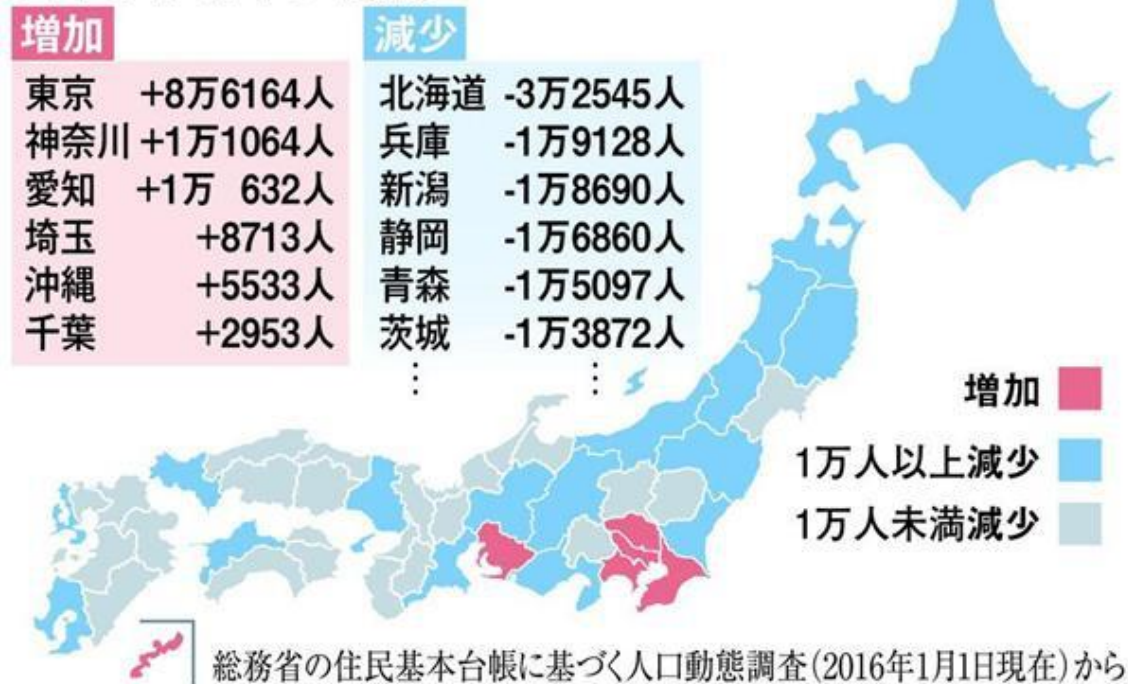 増加
東京 +8万6164人
神奈川 +1万1064人
愛知 +1万 632人
埼玉 +8713人
沖縄 +5533人
千葉 +2953人
減少
北海道 -3万2545人
兵庫 -1万9128人
新潟 -1万8690人
静岡 -1万6860人
青森 -1万5097人
茨城 -1万3872人
⋮ ⋮
増加
1万人以上減少
1万人未満減少
総務省の住民基本台帳に基づく人口動態調査(2016年1月1日現在)から